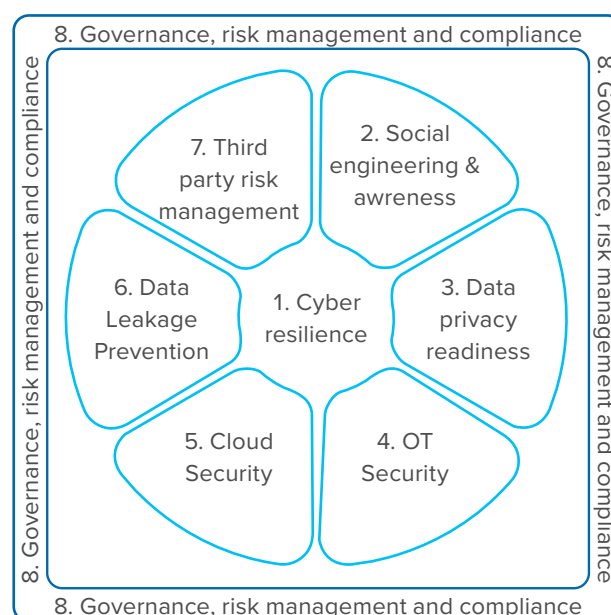 8. Governance, risk management and compliance
8. Governance, risk management and compliance
8. Governance, risk management and compliance
7. Third
party risk
management
2. Social
engineering &
awreness
6. Data
Leakage
Prevention
1. Cyber
resilience
3. Data
privacy
readiness
5. Cloud
Security
4. OT
Security
8. Governance, risk management and compliance